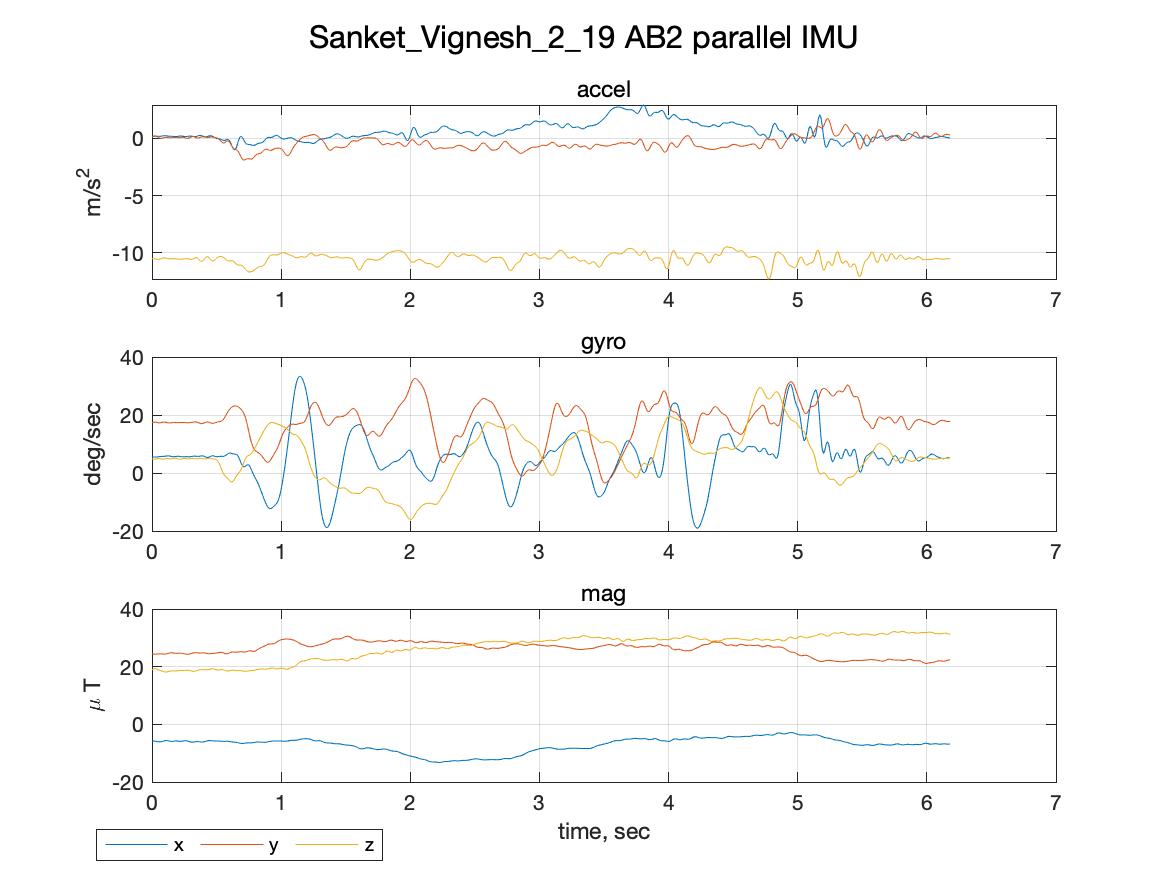 Sanket_Vignesh_2_19 AB2 parallel IMU
accel
0
-5
-10
m/s²
0 1 2 3 4 5 6 7
gyro
40
20
0
-20
deg/sec
0 1 2 3 4 5 6 7
mag
40
20
0
-20
μ T
0 1 2 3 4 5 6 7
time, sec
x y z